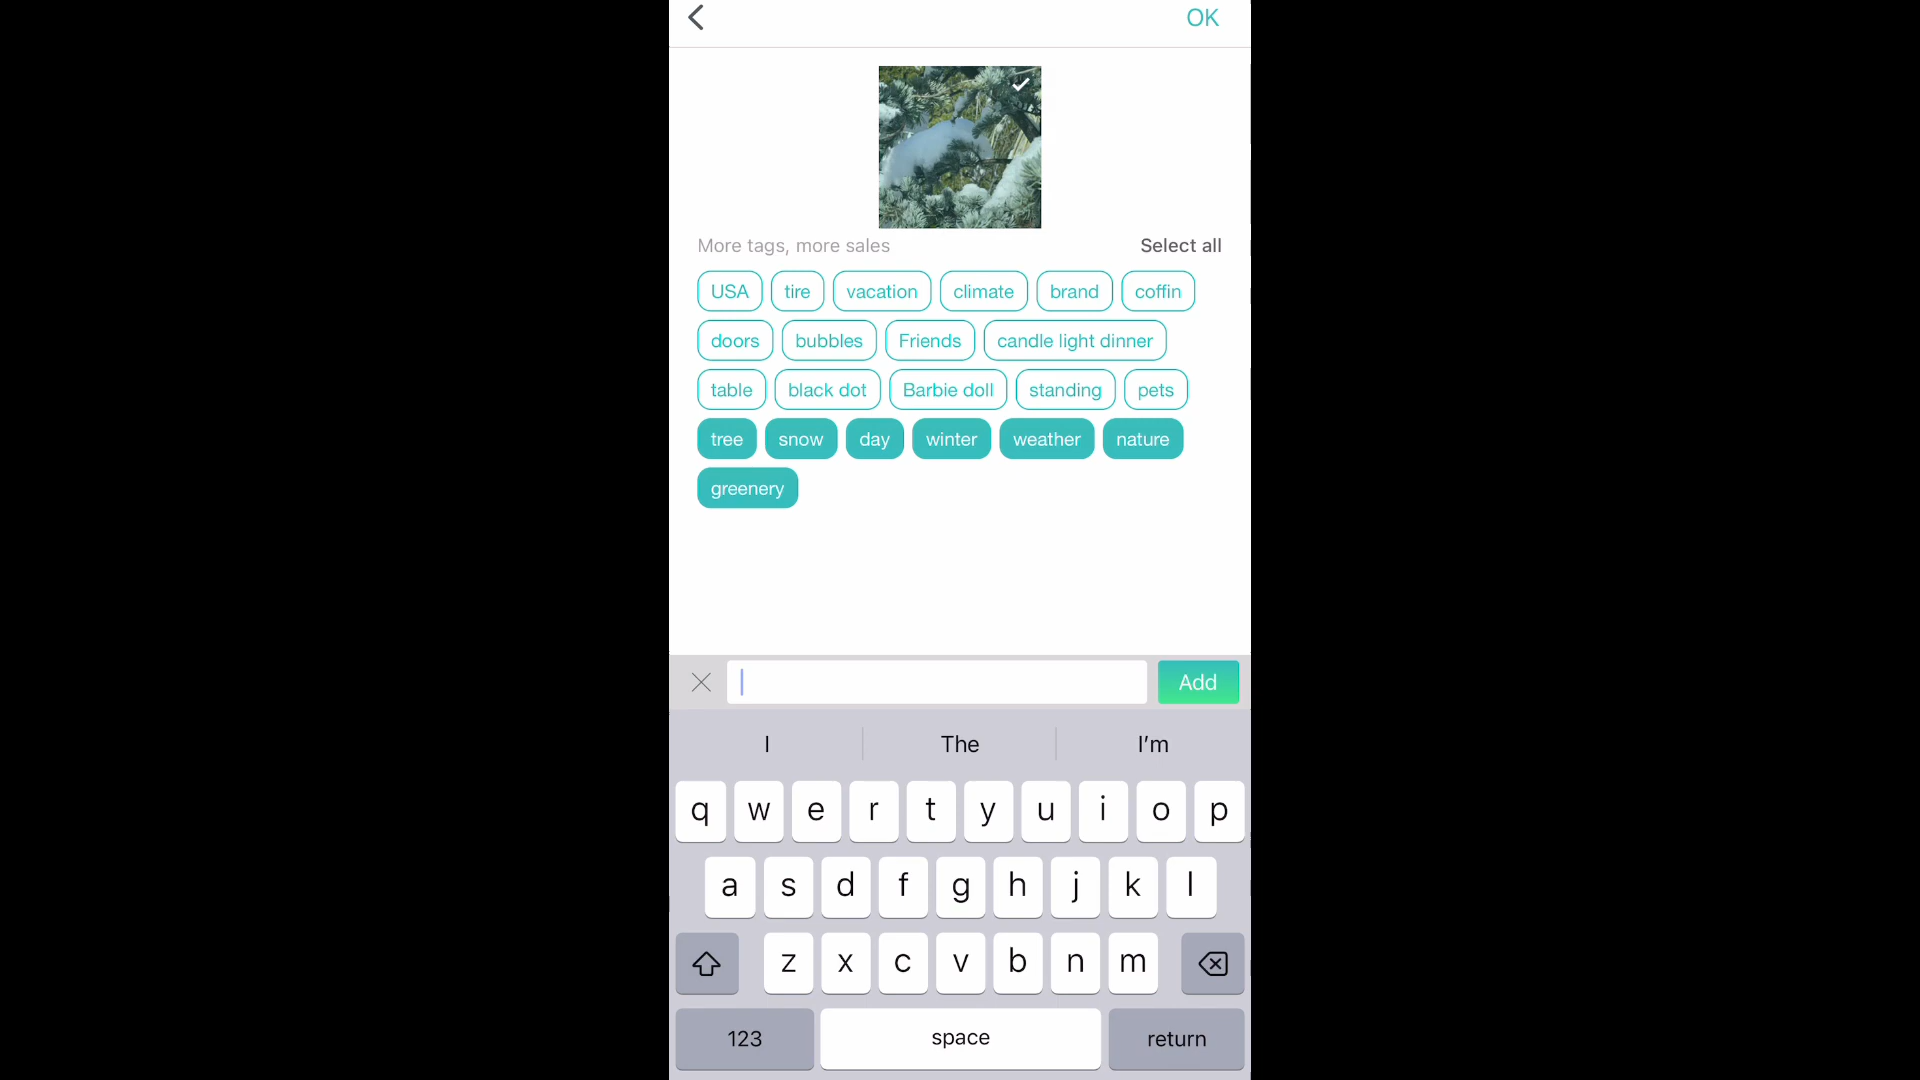 OK
More tags, more sales Select all
USA tire vacation climate brand coffin
doors bubbles Friends candle light dinner
table black dot Barbie doll standing pets
tree snow day winter weather nature
greenery
Add
I The I'm
q w e r t y u i o p
a s d f g h j k l
z x c v b n m
123 space return